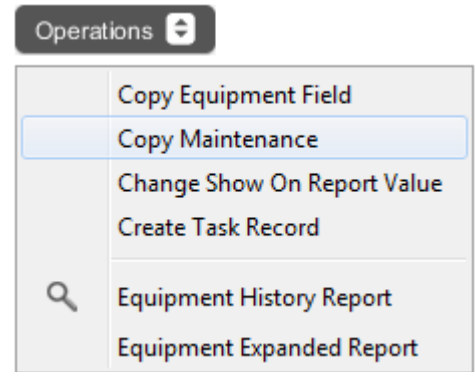 Operations
Copy Equipment Field
Copy Maintenance
Change Show On Report Value
Create Task Record
Equipment History Report
Equipment Expanded Report